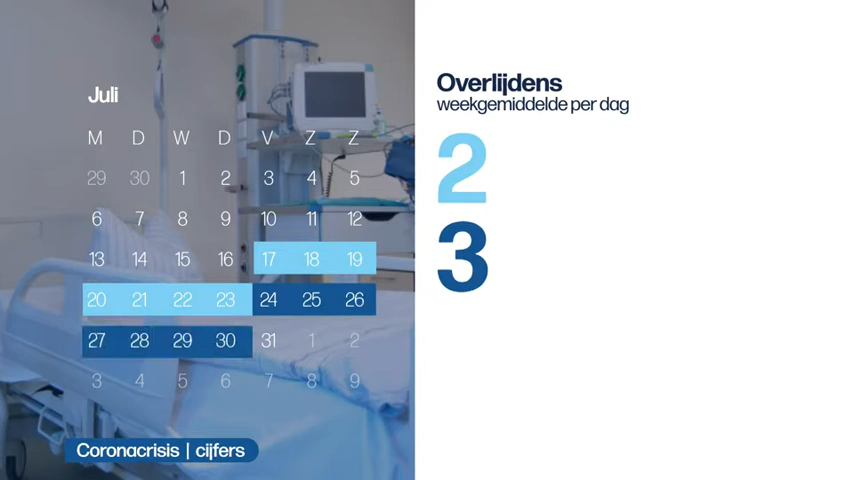 Juli
M D W D V Z Z
29 30 1 2 3 4 5
6 7 8 9 10 11 12
13 14 15 16 17 18 19
20 21 22 23 24 25 26
27 28 29 30 31 1 2
3 4 5 6 7 8 9
Coronacrisis | cijfers
Overlijdens
weekgemiddelde per dag
2
3